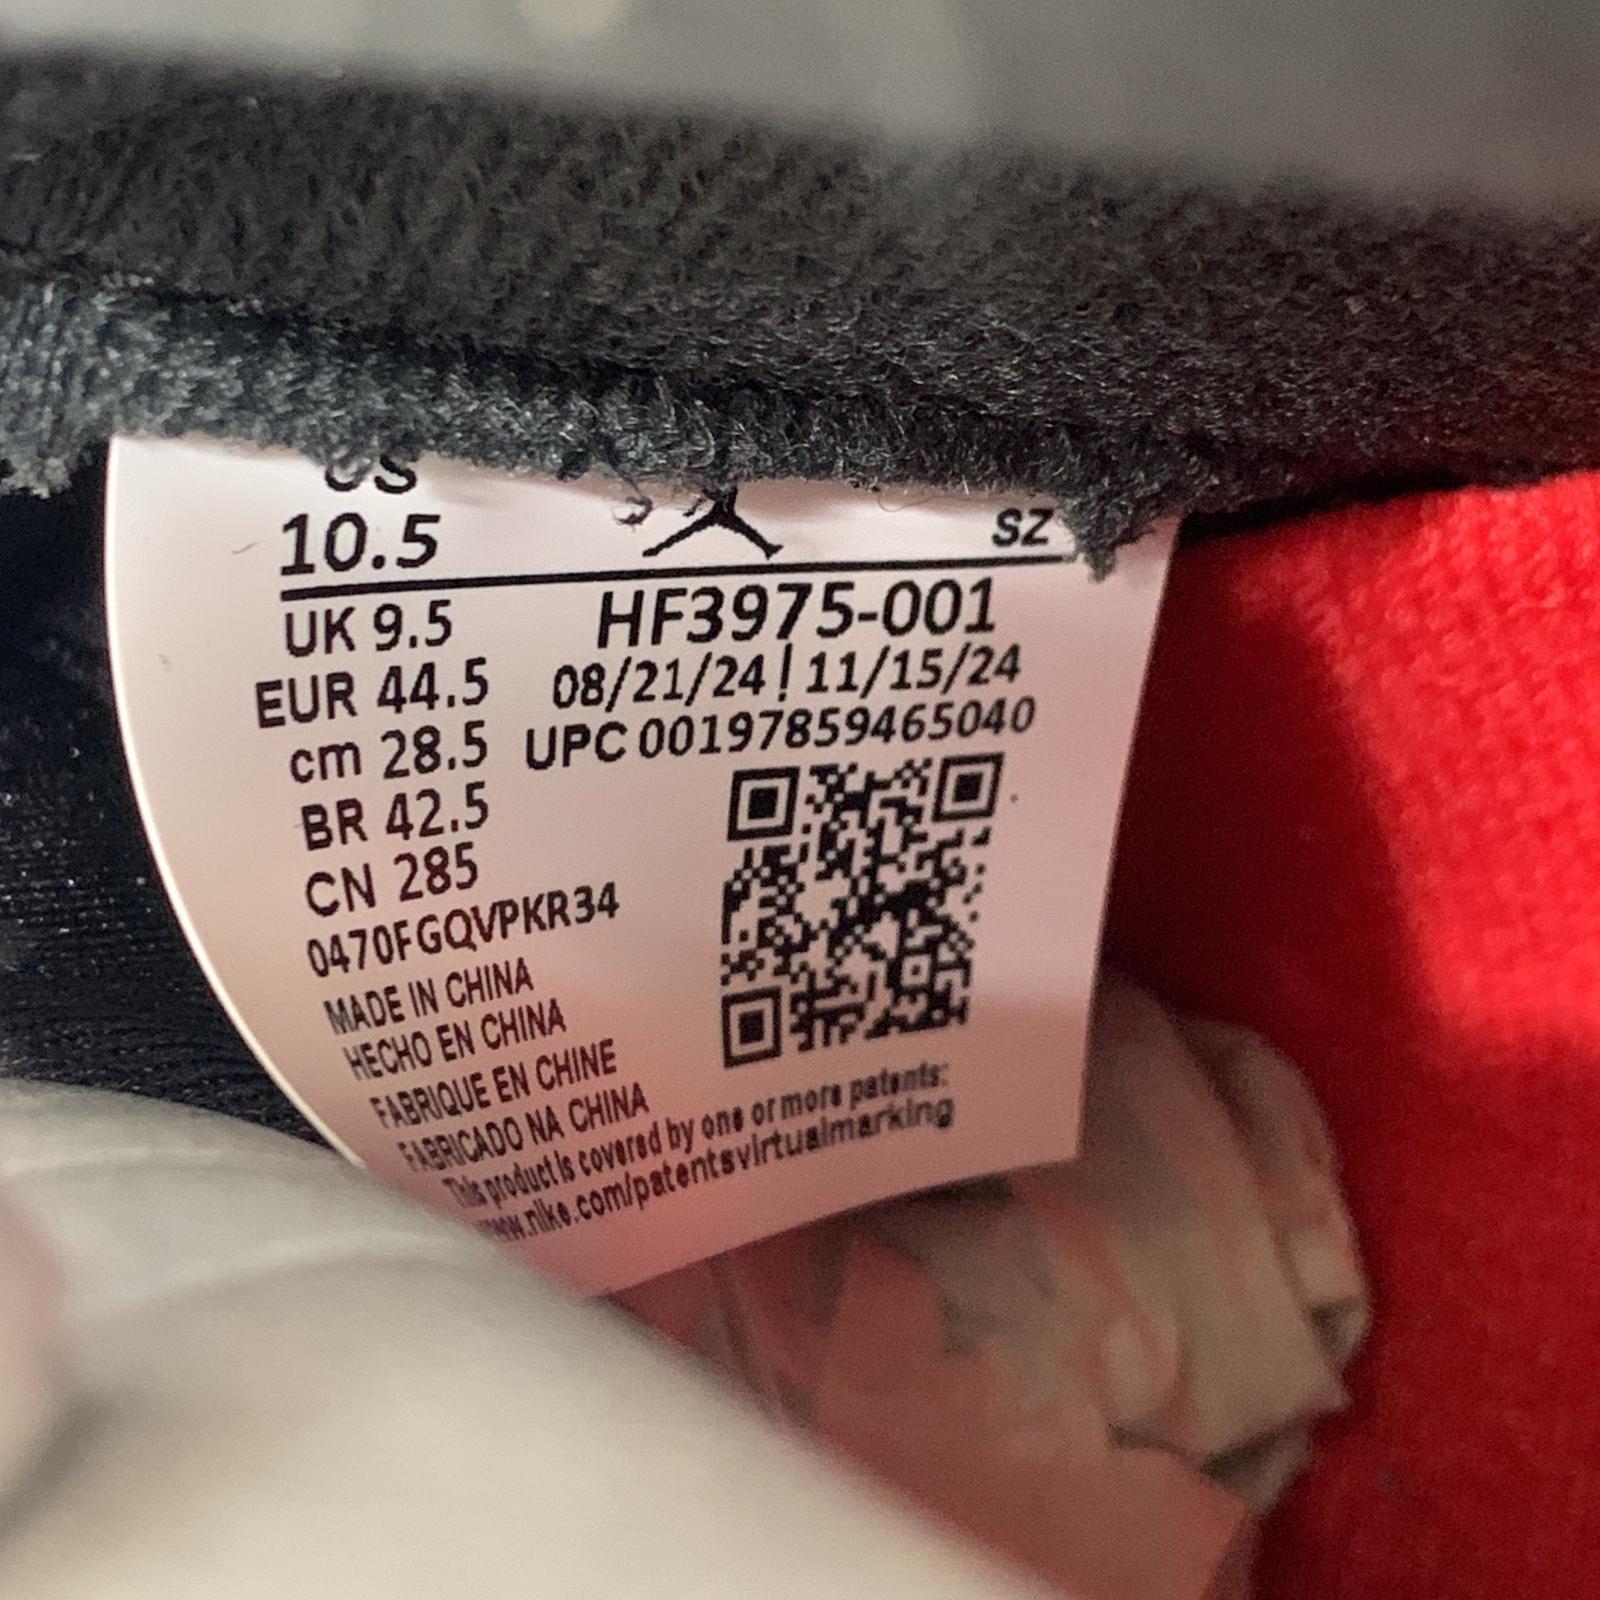 US
10.5
SZ
UK 9.5
HF3975-001
EUR 44.5
08/21/24 ! 11/15/24
cm 28.5
UPC 00197859465040
BR 42.5
CN 285
0470FGQVPKR34
MADE IN CHINA
HECHO EN CHINA
FABRIQUE EN CHINE
FABRICADO NA CHINA
This product is covered by one or more patents:
www.nike.com/patentsvirtualmarking